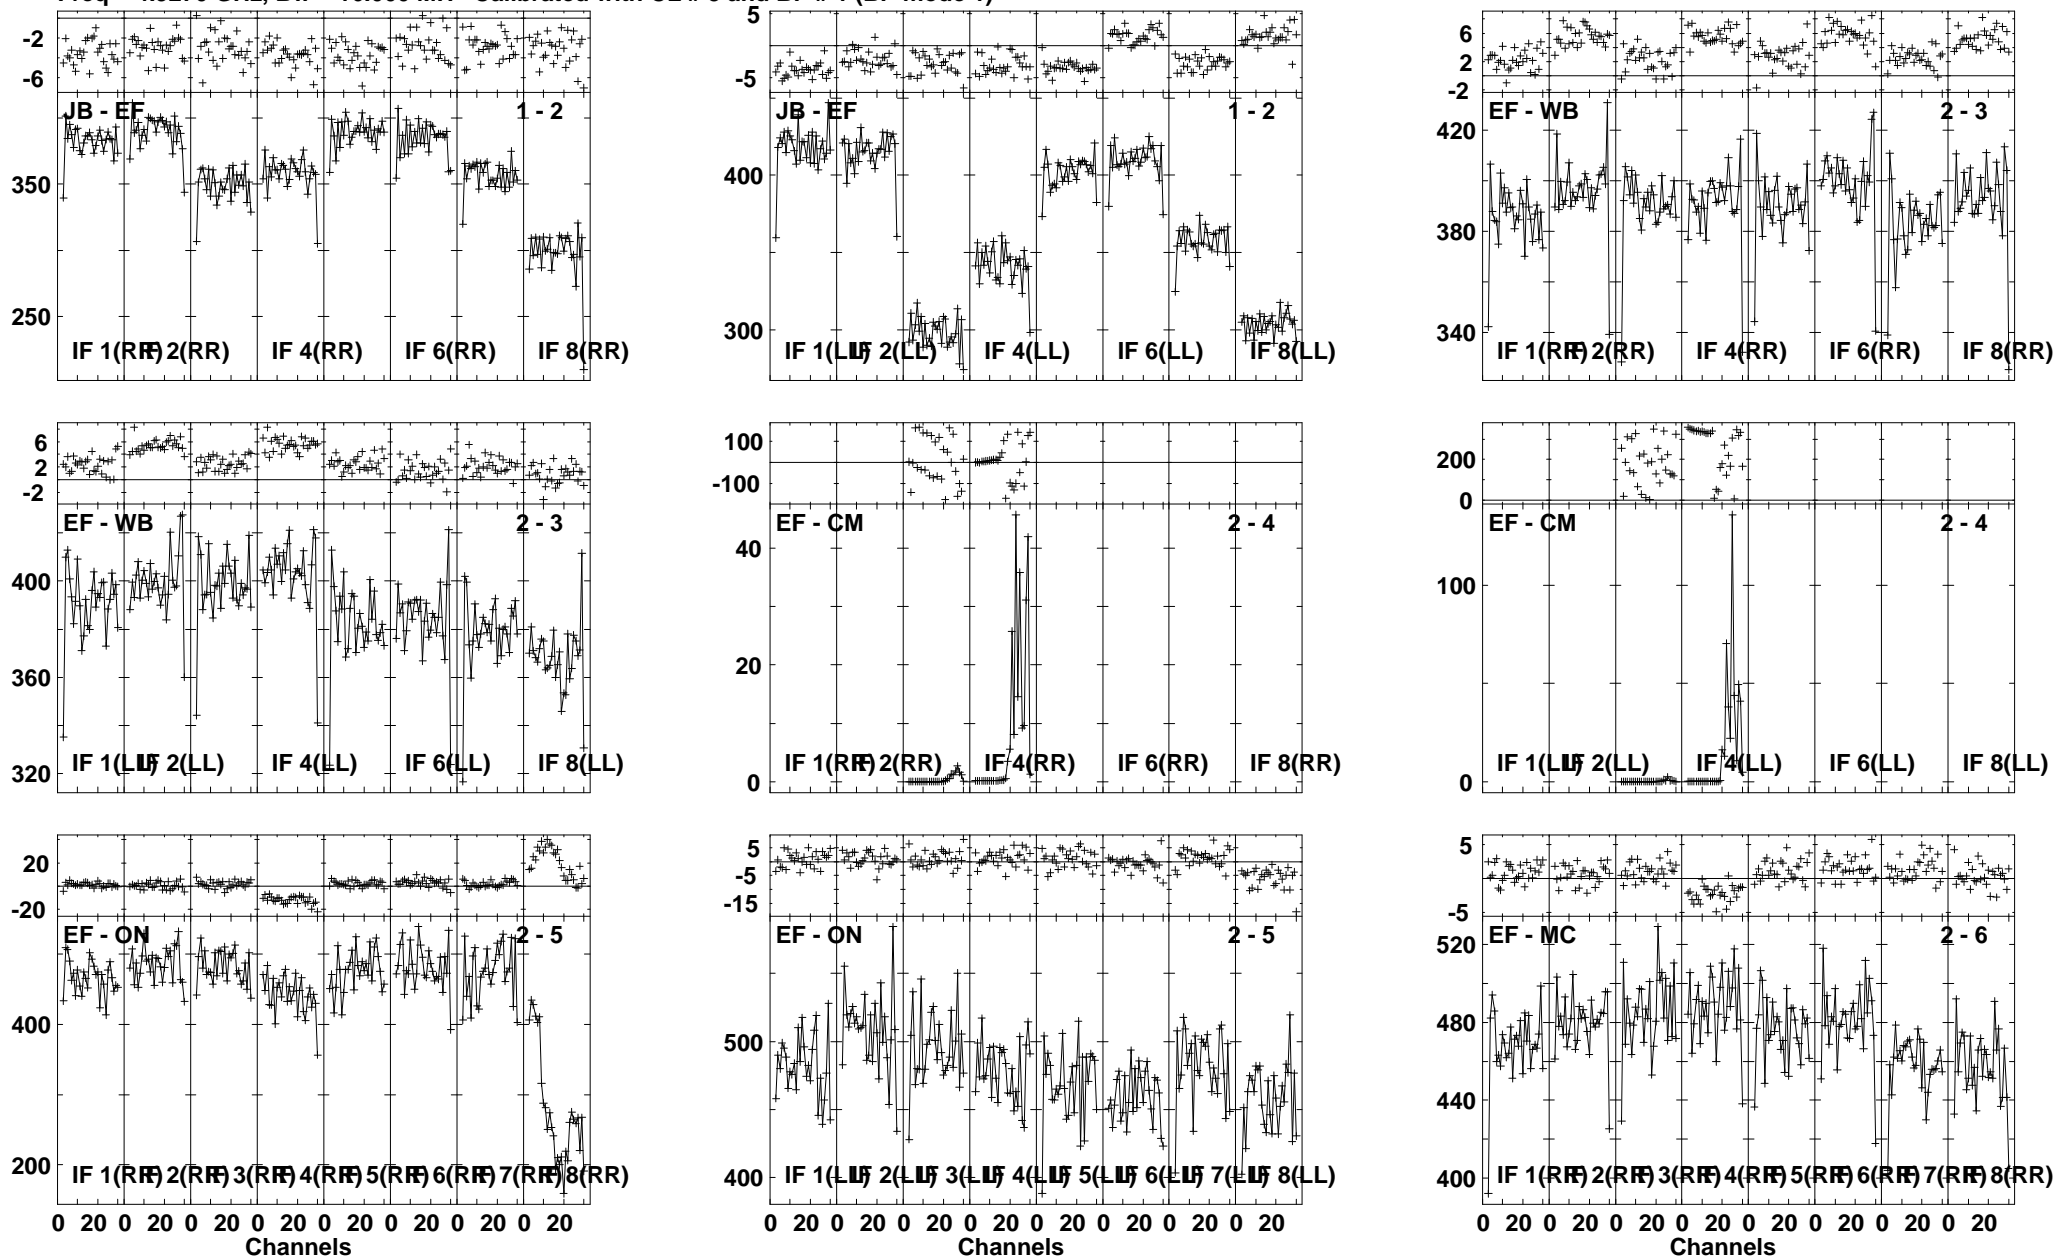 Calibrated with and (BP mode 1)
-2
-6
JB - EF 1 - 2
350
250
IF 1(RR) IF 2(RR) IF 4(RR) IF 6(RR) IF 8(RR)
5
-5
JB - EF 1 - 2
400
300
IF 1(LL) IF 2(LL) IF 4(LL) IF 6(LL) IF 8(LL)
6
2
-2
EF - WB 2 - 3
420
380
340
IF 1(RR) IF 2(RR) IF 4(RR) IF 6(RR) IF 8(RR)
6
2
-2
EF - WB 2 - 3
400
360
320
IF 1(LL) IF 2(LL) IF 4(LL) IF 6(LL) IF 8(LL)
100
-100
EF - CM 2 - 4
40
20
0
IF 1(RR) IF 2(RR) IF 4(RR) IF 6(RR) IF 8(RR)
200
0
EF - CM 2 - 4
100
0
IF 1(LL) IF 2(LL) IF 4(LL) IF 6(LL) IF 8(LL)
20
-20
EF - ON 2 - 5
400
200
IF 1(RR) IF 2(RR) IF 3(RR) IF 4(RR) IF 5(RR) IF 6(RR) IF 7(RR) IF 8(RR)
0 20 0 20 0 20 0 20 0 20 0 20 0 20 0 20
Channels
5
-5
-15
EF - ON 2 - 5
500
400
IF 1(LL) IF 2(LL) IF 3(LL) IF 4(LL) IF 5(LL) IF 6(LL) IF 7(LL) IF 8(LL)
0 20 0 20 0 20 0 20 0 20 0 20 0 20 0 20
Channels
5
-5
EF - MC 2 - 6
520
480
440
400
IF 1(RR) IF 2(RR) IF 3(RR) IF 4(RR) IF 5(RR) IF 6(RR) IF 7(RR) IF 8(RR)
0 20 0 20 0 20 0 20 0 20 0 20 0 20 0 20
Channels